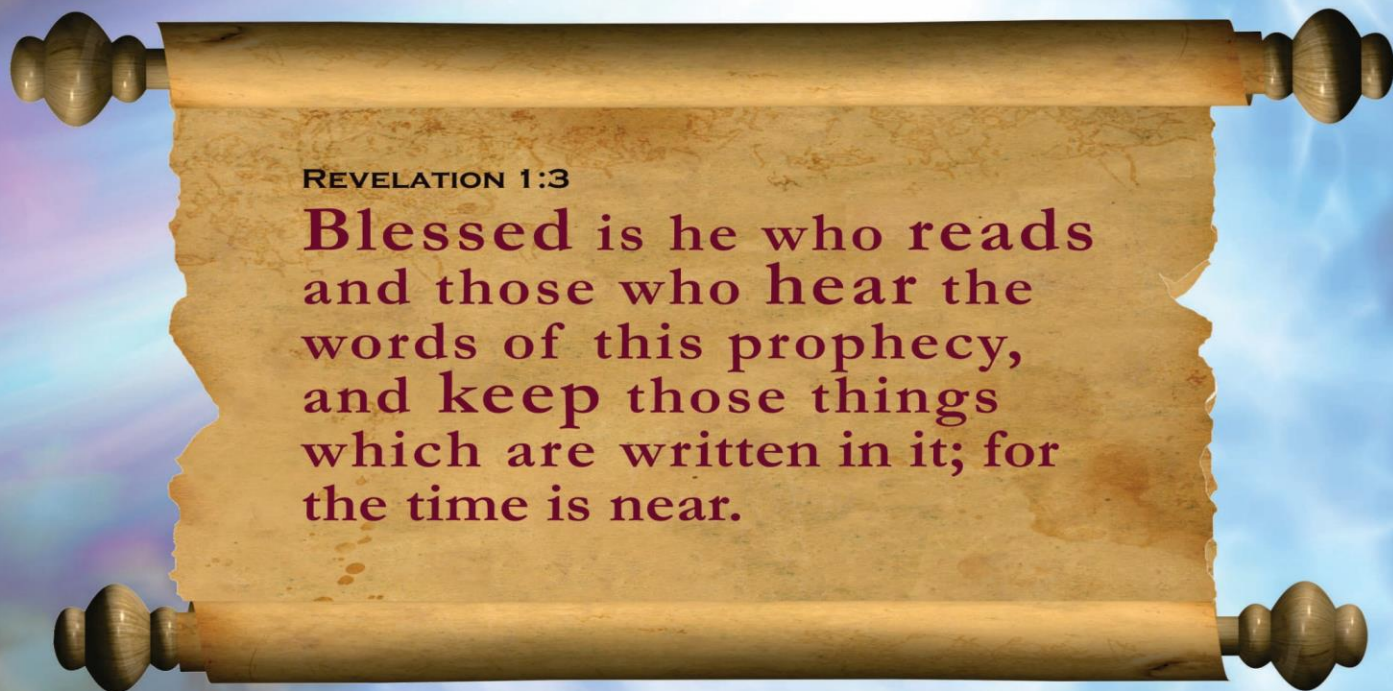 REVELATION 1:3
Blessed is he who reads
and those who hear the
words of this prophecy,
and keep those things
which are written in it; for
the time is near.